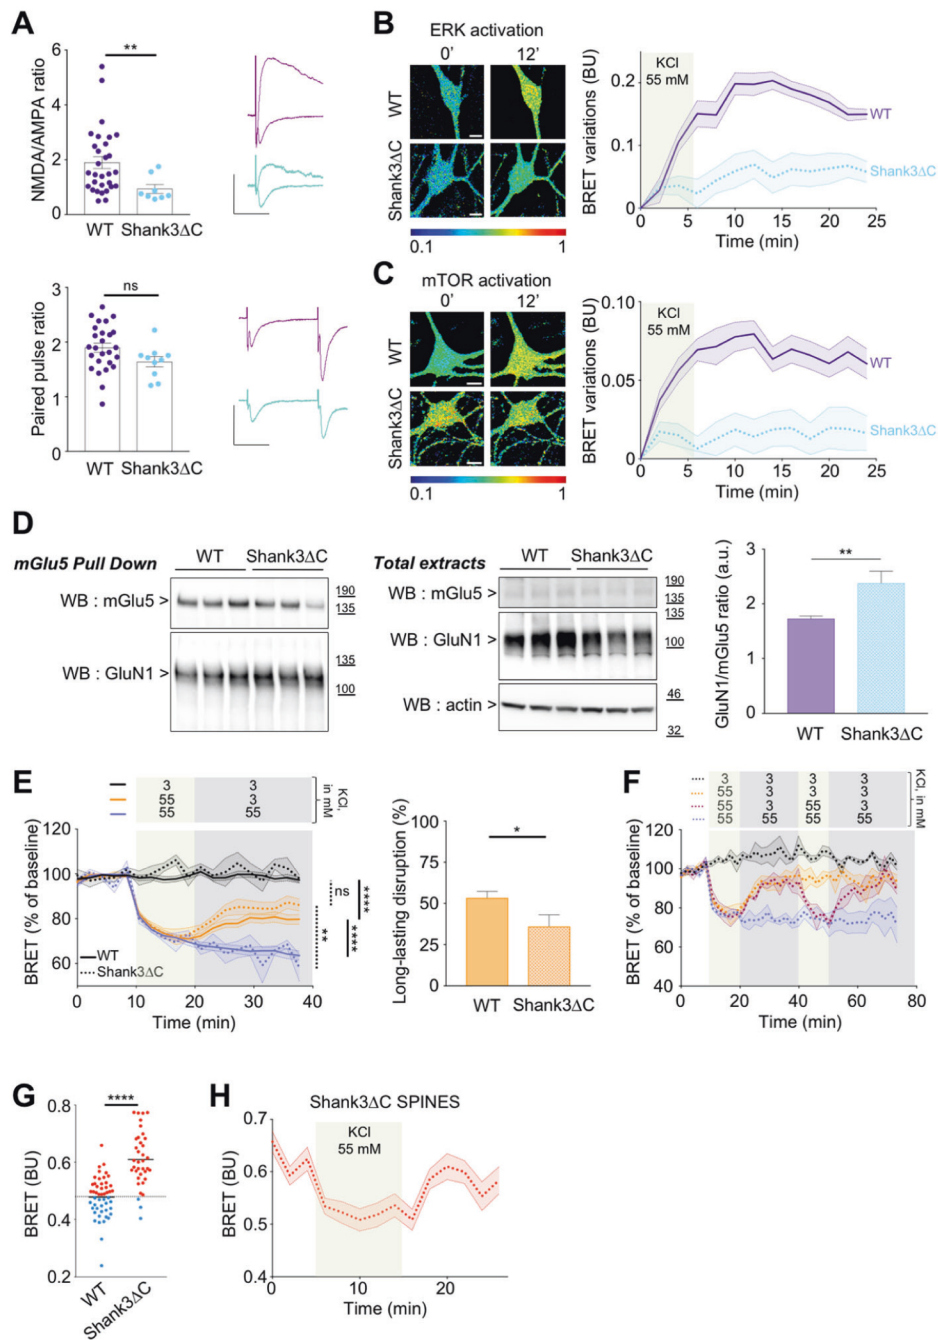 A
NMDA/AMPA ratio
6
4
2
0
**
WT
Shank3ΔC
Paired pulse ratio
3
2
1
0
ns
WT
Shank3ΔC
B
ERK activation
0'
12'
WT
Shank3ΔC
0.1
1
BRET variations (BU)
0.2
0.1
0
KCl
55 mM
WT
Shank3ΔC
0
5
10
15
20
25
Time (min)
C
mTOR activation
0'
12'
WT
Shank3ΔC
0.1
1
BRET variations (BU)
0.10
0.05
0
KCl
55 mM
WT
Shank3ΔC
0
5
10
15
20
25
Time (min)
D
mGlu5 Pull Down
WT
Shank3ΔC
WB : mGlu5 >
190
135
WB : GluN1 >
135
100
Total extracts
WT
Shank3ΔC
WB : mGlu5 >
190
135
WB : GluN1 >
135
100
WB : actin >
46
32
GluN1/mGlu5 ratio (a.u.)
3
2
1
0
**
WT
Shank3ΔC
E
3 3
55 3
55 55
KCl,
in mM
BRET (% of baseline)
120
100
80
60
WT
Shank3ΔC
0
10
20
30
40
Time (min)
ns
****
**
****
Long-lasting disruption (%)
100
75
50
25
0
*
WT
Shank3ΔC
F
3 3 3 3
55 3 3 3
55 3 55 3
55 55 55 55
KCl,
in mM
BRET (% of baseline)
120
100
80
60
40
0
20
40
60
80
Time (min)
G
BRET (BU)
0.8
0.6
0.4
0.2
****
WT
Shank3ΔC
H
Shank3ΔC SPINES
BRET (BU)
0.7
0.6
0.5
0.4
KCl
55 mM
0
10
20
Time (min)